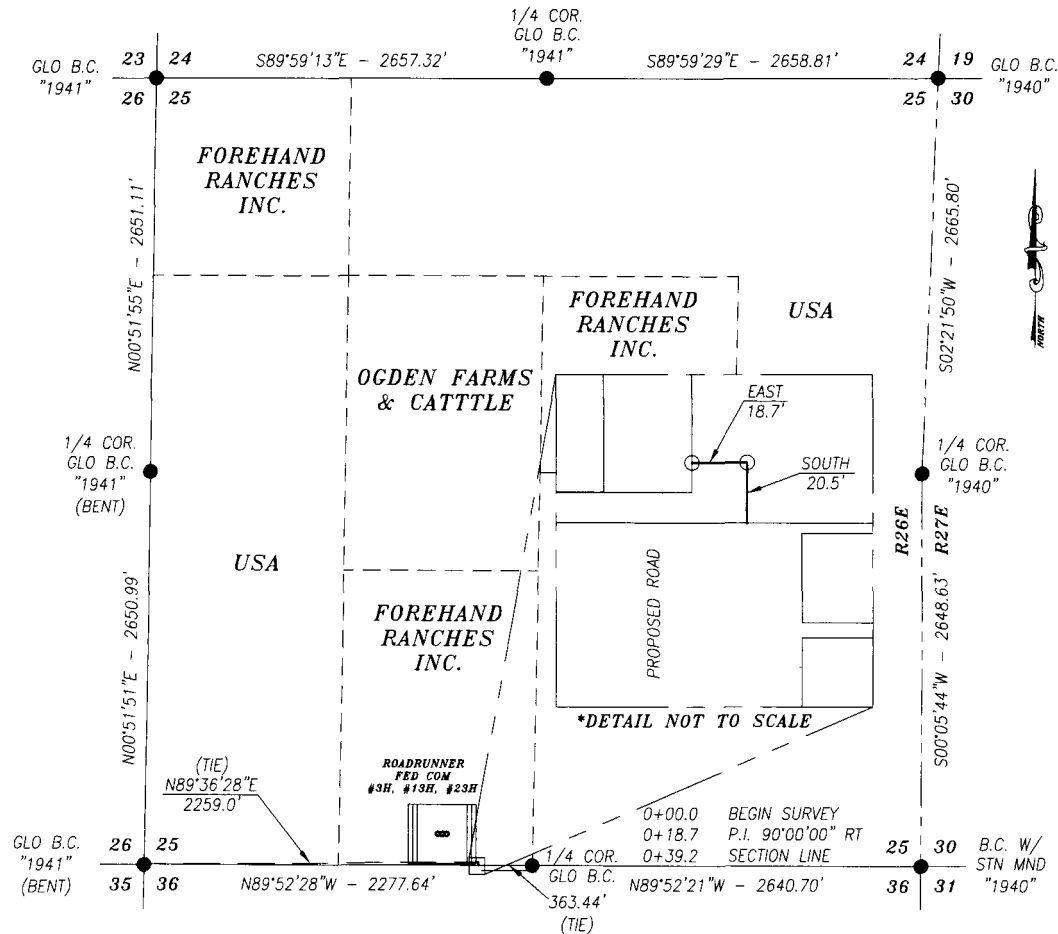 1/4 COR.
GLO B.C.
"1941"
GLO B.C.
"1941"
23 24
26 25
S89°59'13"E - 2657.32'
S89°59'29"E - 2658.81'
24 19
25 30
GLO B.C.
"1940"
FOREHAND
RANCHES
INC.
N00°51'55"E - 2651.11'
S02°21'50"W - 2665.80'
NORTH
FOREHAND
RANCHES
INC.
USA
OGDEN FARMS
& CATTTLE
EAST
18.7'
SOUTH
20.5'
1/4 COR.
GLO B.C.
"1941"
(BENT)
1/4 COR.
GLO B.C.
"1940"
R26E
R27E
USA
PROPOSED ROAD
FOREHAND
RANCHES
INC.
N00°51'51"E - 2650.99'
S00°05'44"W - 2648.63'
*DETAIL NOT TO SCALE
(TIE)
N89°36'28"E
2259.0'
ROADRUNNER
FED COM
#3H, #13H, #23H
0+00.0 BEGIN SURVEY
0+18.7 P.I. 90°00'00" RT
0+39.2 SECTION LINE
GLO B.C.
"1941"
(BENT)
26 25
35 36
N89°52'28"W - 2277.64'
1/4 COR.
GLO B.C.
363.44'
(TIE)
N89°52'21"W - 2640.70'
25 30
36 31
B.C. W/
STN MND
"1940"